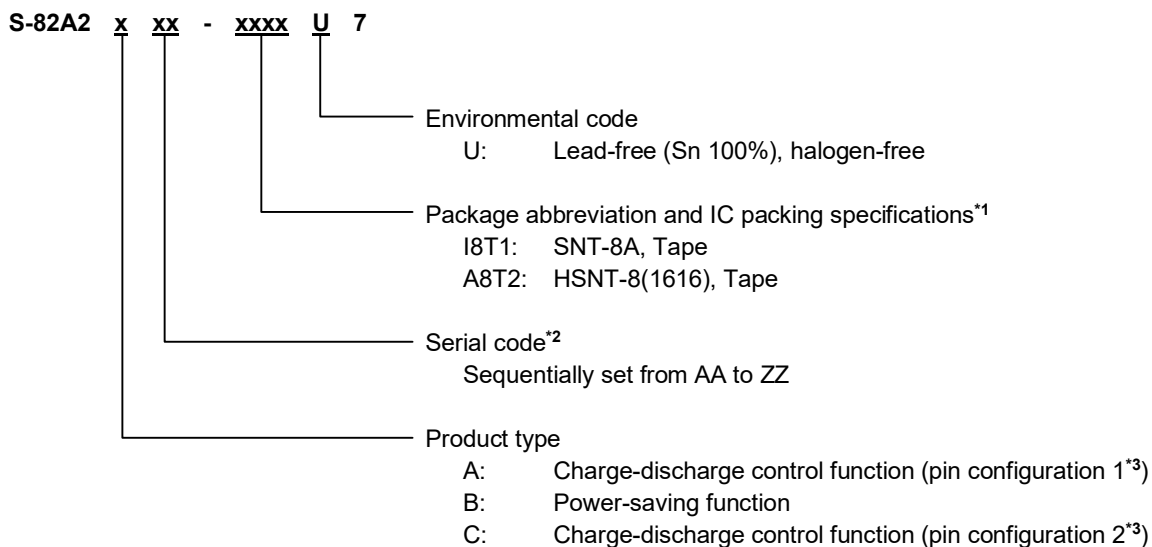 S-82A2 x xx - xxxx U 7
Environmental code
U: Lead-free (Sn 100%), halogen-free
Package abbreviation and IC packing specifications*1
I8T1: SNT-8A, Tape
A8T2: HSNT-8(1616), Tape
Serial code*2
Sequentially set from AA to ZZ
Product type
A: Charge-discharge control function (pin configuration 1*3)
B: Power-saving function
C: Charge-discharge control function (pin configuration 2*3)